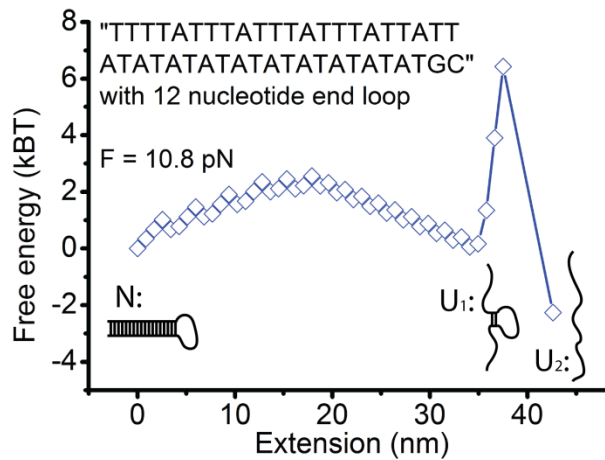 "TTTTATTTATTTATTTATTATT
ATATATATATATATATATATGC"
with 12 nucleotide end loop
F = 10.8 pN
N:
U1:
U2:
Free energy (kBT)
8
6
4
2
0
-2
-4
0
10
20
30
40
Extension (nm)